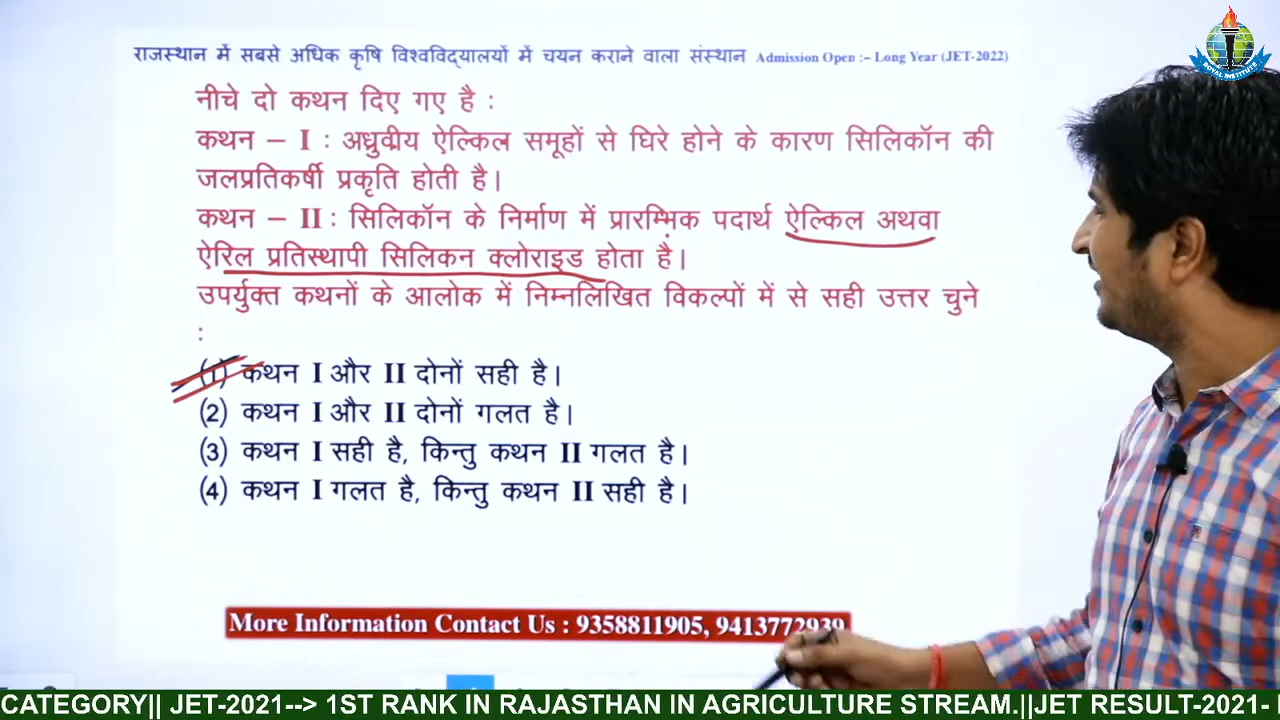 राजस्थान में सबसे अधिक कृषि विश्वविद्यालयों में चयन कराने वाला संस्थान Admission Open :– Long Year (JET-2022)
ROYAL INSTITUTE
नीचे दो कथन दिए गए है :
कथन – I : अध्रुवीय ऐल्किल समूहों से घिरे होने के कारण सिलिकॉन की
जलप्रतिकर्षी प्रकृति होती है।
कथन – II : सिलिकॉन के निर्माण में प्रारम्भिक पदार्थ ऐल्किल अथवा
ऐरिल प्रतिस्थापी सिलिकन क्लोराइड होता है।
उपर्युक्त कथनों के आलोक में निम्नलिखित विकल्पों में से सही उत्तर चुने
:
(1) कथन I और II दोनों सही है।
(2) कथन I और II दोनों गलत है।
(3) कथन I सही है, किन्तु कथन II गलत है।
(4) कथन I गलत है, किन्तु कथन II सही है।
More Information Contact Us : 9358811905, 9413772939
CATEGORY|| JET-2021--> 1ST RANK IN RAJASTHAN IN AGRICULTURE STREAM.||JET RESULT-2021-